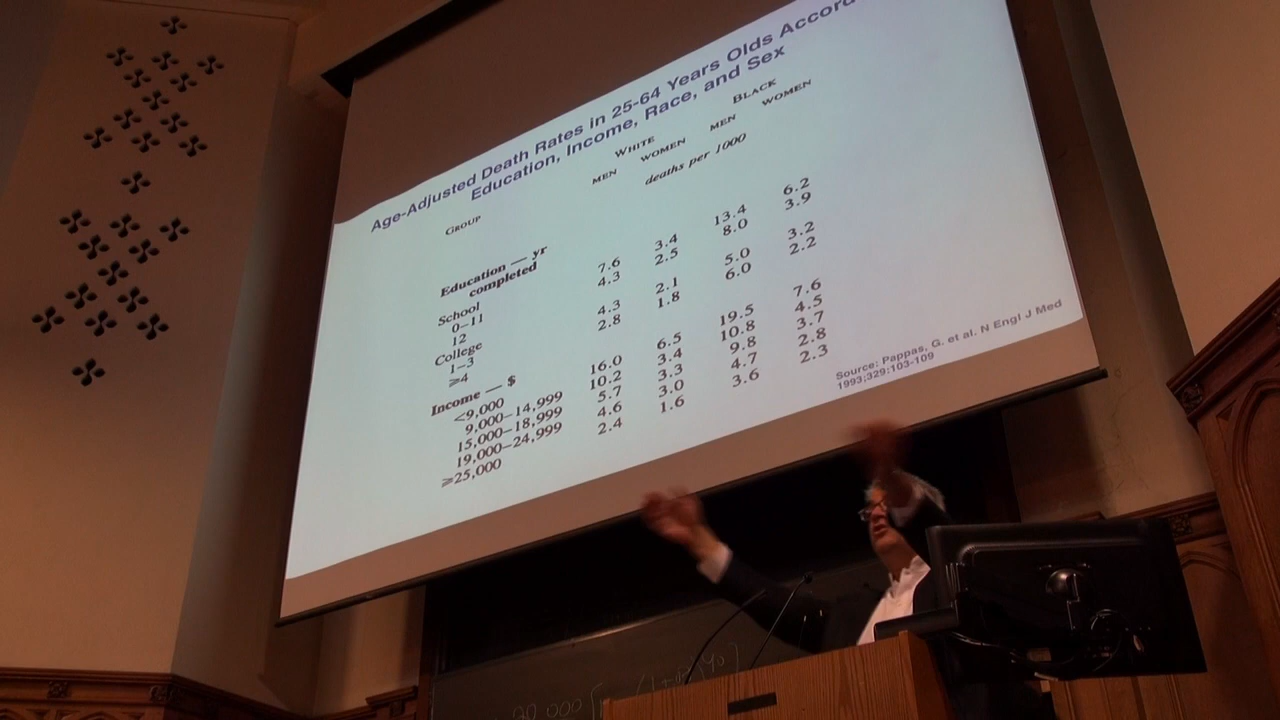 Age-Adjusted Death Rates in 25-64 Years Olds Accord
Education, Income, Race, and Sex
GROUP WHITE BLACK
MEN WOMEN MEN WOMEN
deaths per 1000
Education — yr
completed
School
0–11 7.6 3.4 13.4 6.2
12 4.3 2.5 8.0 3.9
College
1–3 4.3 2.1 5.0 3.2
≥4 2.8 1.8 6.0 2.2
Income — $
<9,000 16.0 6.5 19.5 7.6
9,000–14,999 10.2 3.4 10.8 4.5
15,000–18,999 5.7 3.3 9.8 3.7
19,000–24,999 4.6 3.0 4.7 2.8
≥25,000 2.4 1.6 3.6 2.3
Source: Pappas, G. et al. N Engl J Med
1993;329:103-109